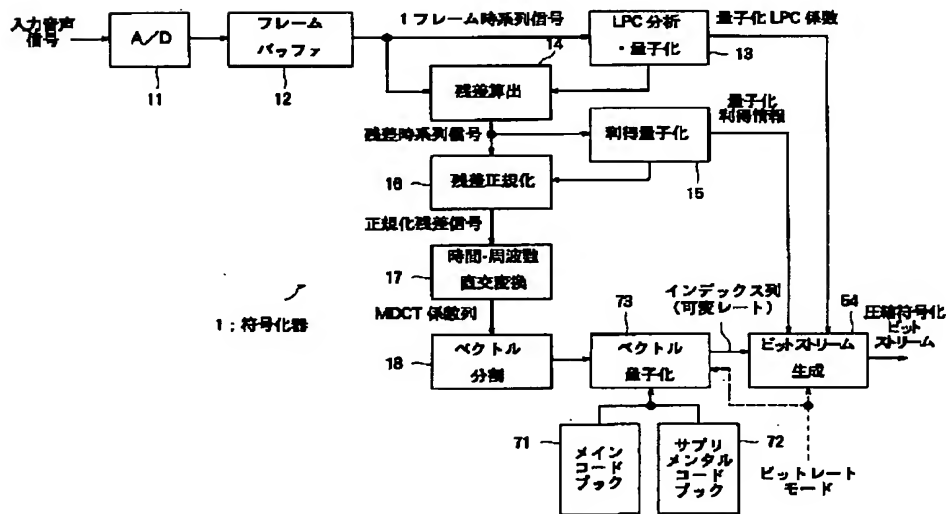 入力音声
信号
A/D
11
フレーム
バッファ
12
1フレーム時系列信号
14
LPC分析
・量子化
13
量子化LPC係数
残差算出
残差時系列信号
利得量子化
15
量子化
利得情報
16
残差正規化
正規化残差信号
17
時間・周波数
直交変換
1;符号化器
MDCT係数列
18
ベクトル
分割
73
ベクトル
量子化
インデックス列
(可変レート)
54
ビットストリーム
生成
圧縮符号化
ビット
ストリーム
71
メイン
コード
ブック
72
サプリ
メンタル
コード
ブック
ビットレート
モード